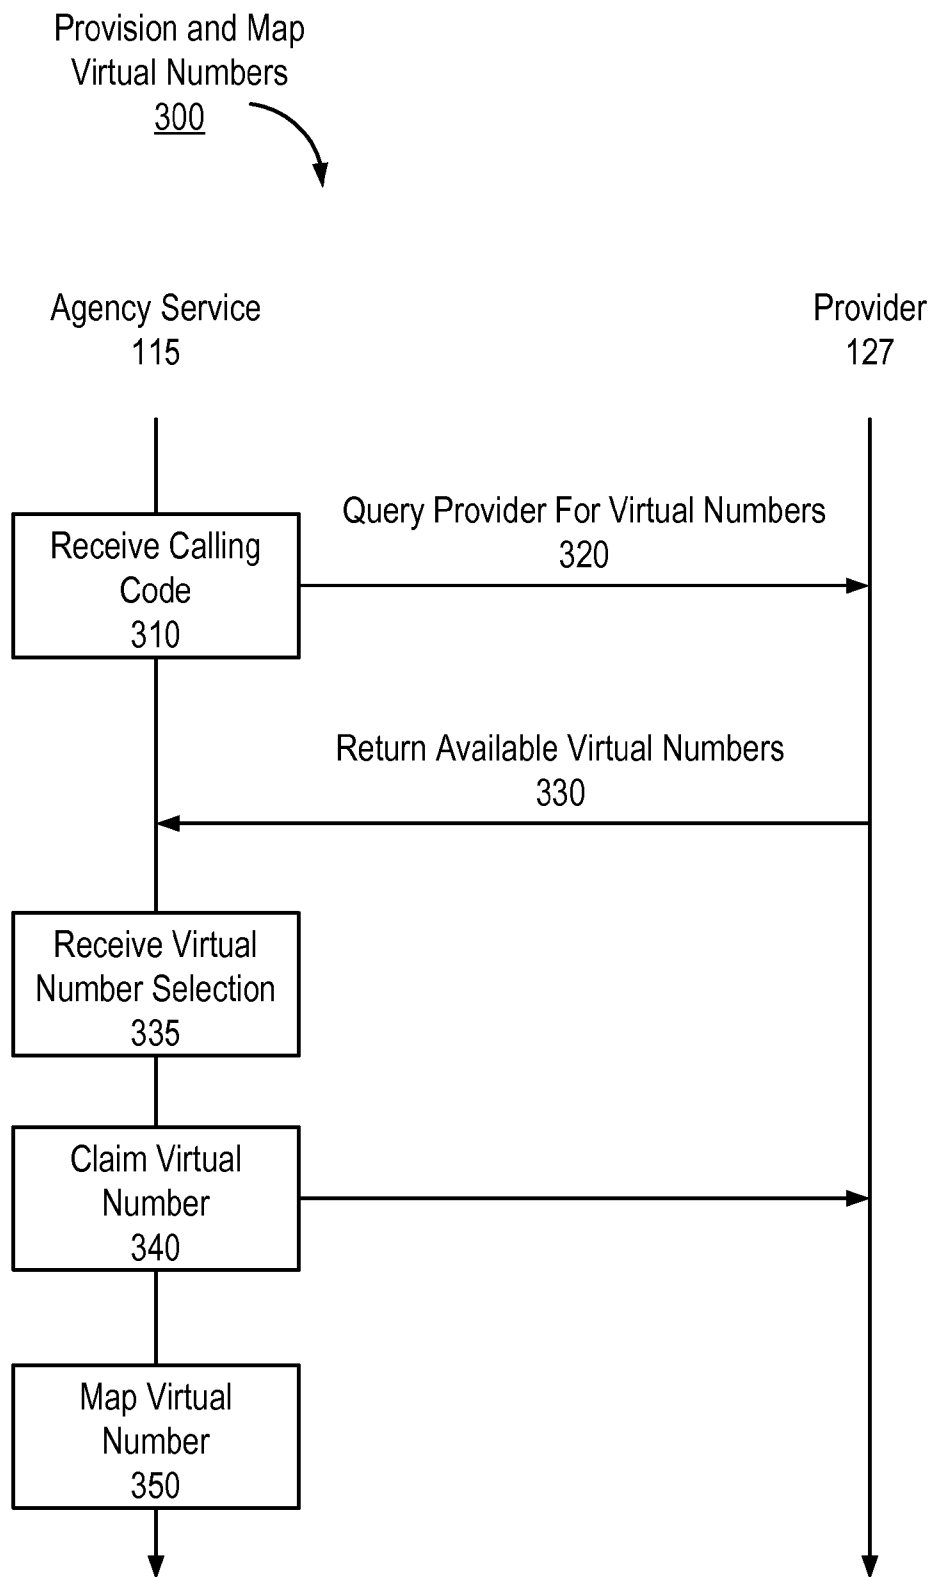 Provision and Map
Virtual Numbers
300
Agency Service
115
Provider
127
Receive Calling
Code
310
Query Provider For Virtual Numbers
320
Return Available Virtual Numbers
330
Receive Virtual
Number Selection
335
Claim Virtual
Number
340
Map Virtual
Number
350